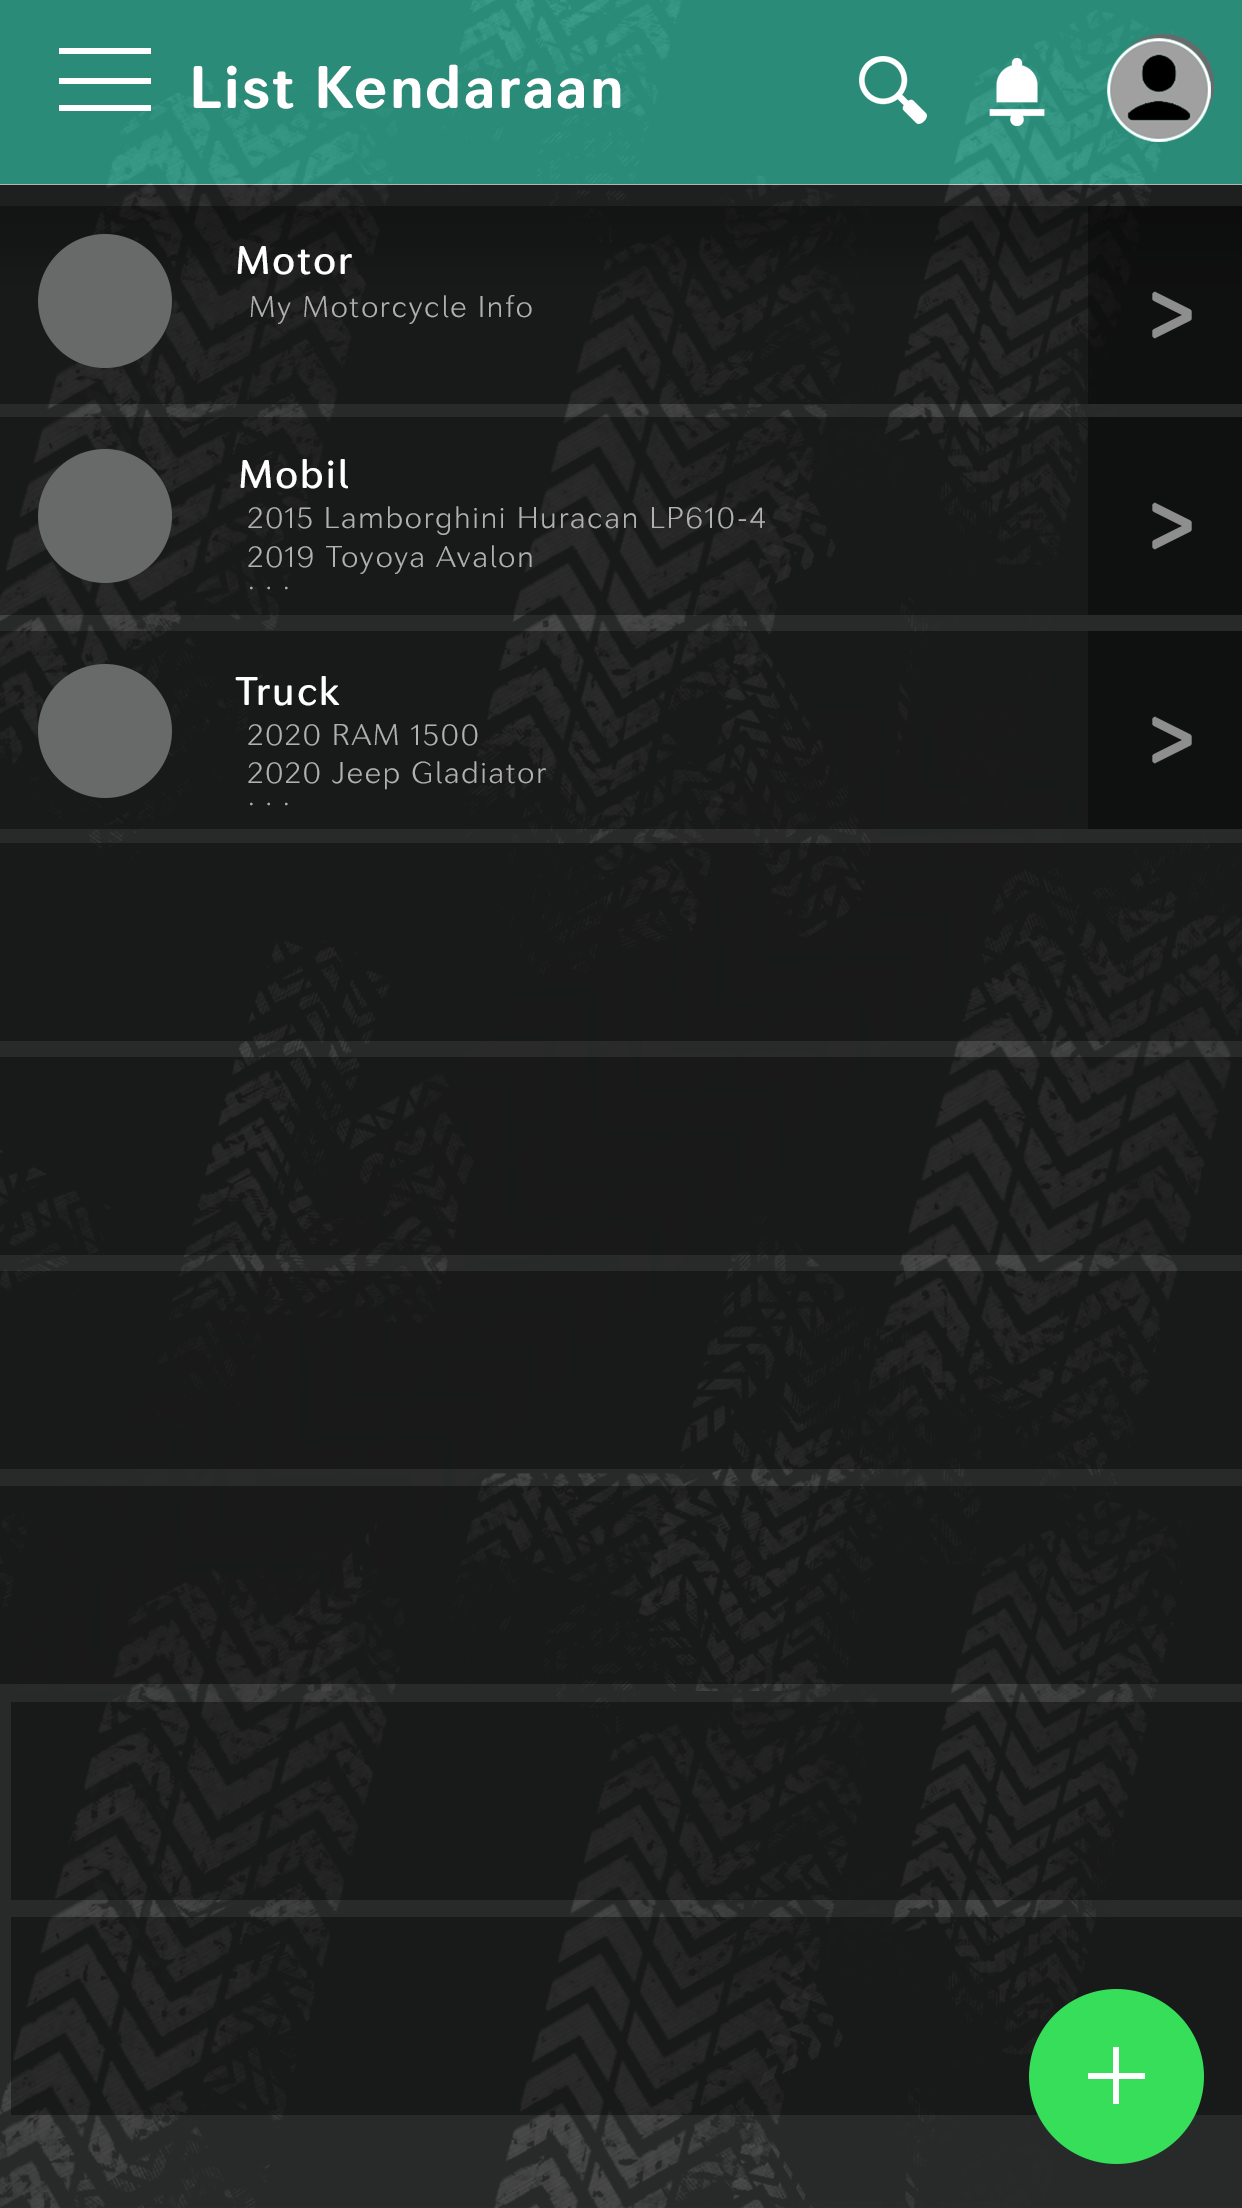 List Kendaraan
Motor
My Motorcycle Info
>
Mobil
2015 Lamborghini Huracan LP610-4
2019 Toyoya Avalon
. . .
>
Truck
2020 RAM 1500
2020 Jeep Gladiator
. . .
>
+